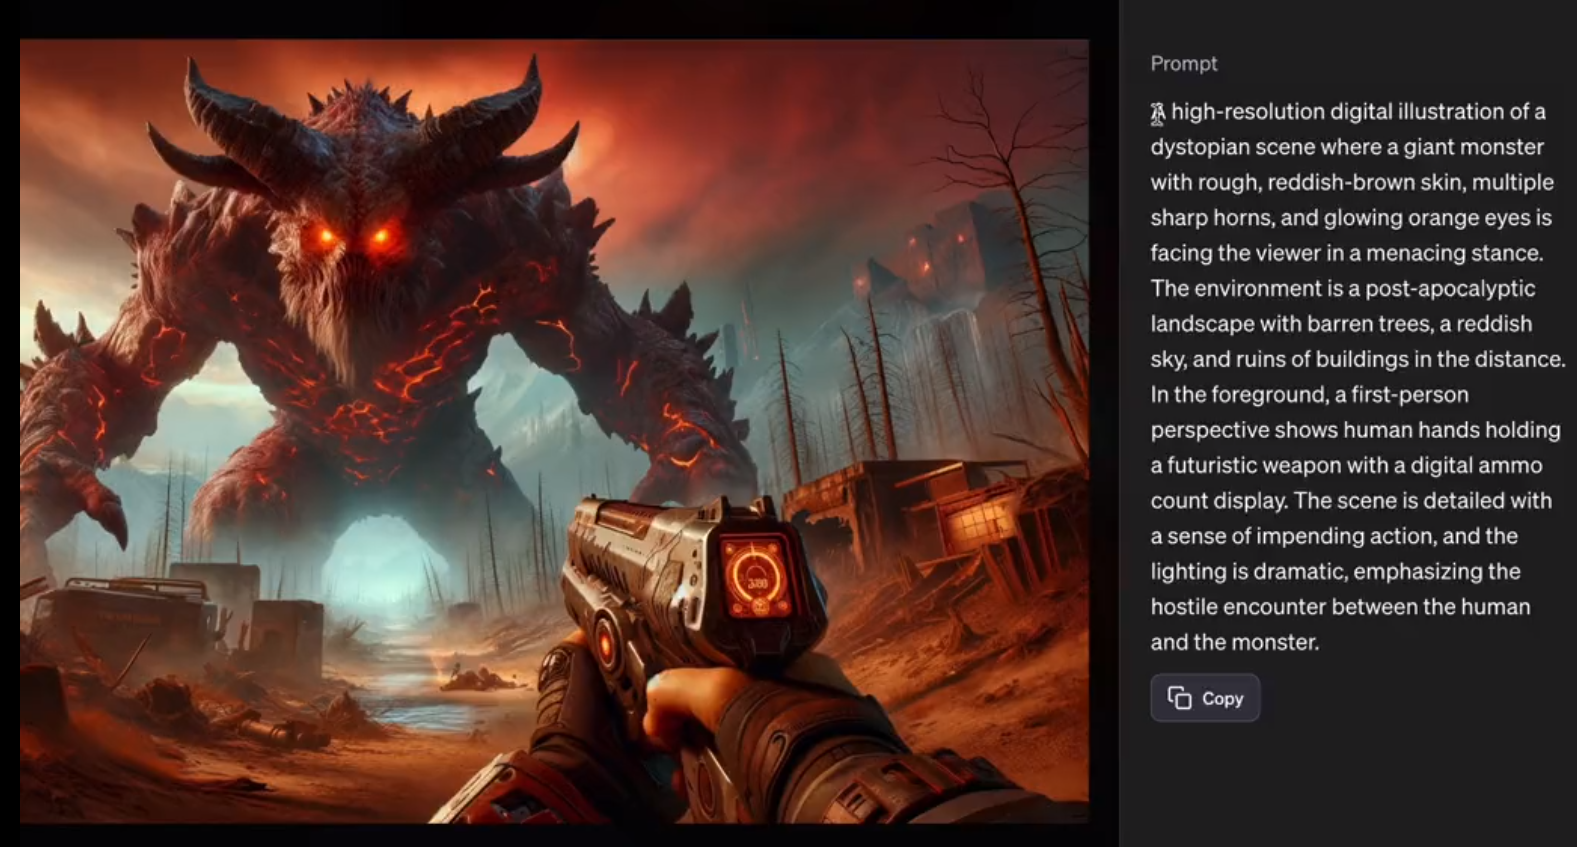 Prompt
A high-resolution digital illustration of a
dystopian scene where a giant monster
with rough, reddish-brown skin, multiple
sharp horns, and glowing orange eyes is
facing the viewer in a menacing stance.
The environment is a post-apocalyptic
landscape with barren trees, a reddish
sky, and ruins of buildings in the distance.
In the foreground, a first-person
perspective shows human hands holding
a futuristic weapon with a digital ammo
count display. The scene is detailed with
a sense of impending action, and the
lighting is dramatic, emphasizing the
hostile encounter between the human
and the monster.
Copy